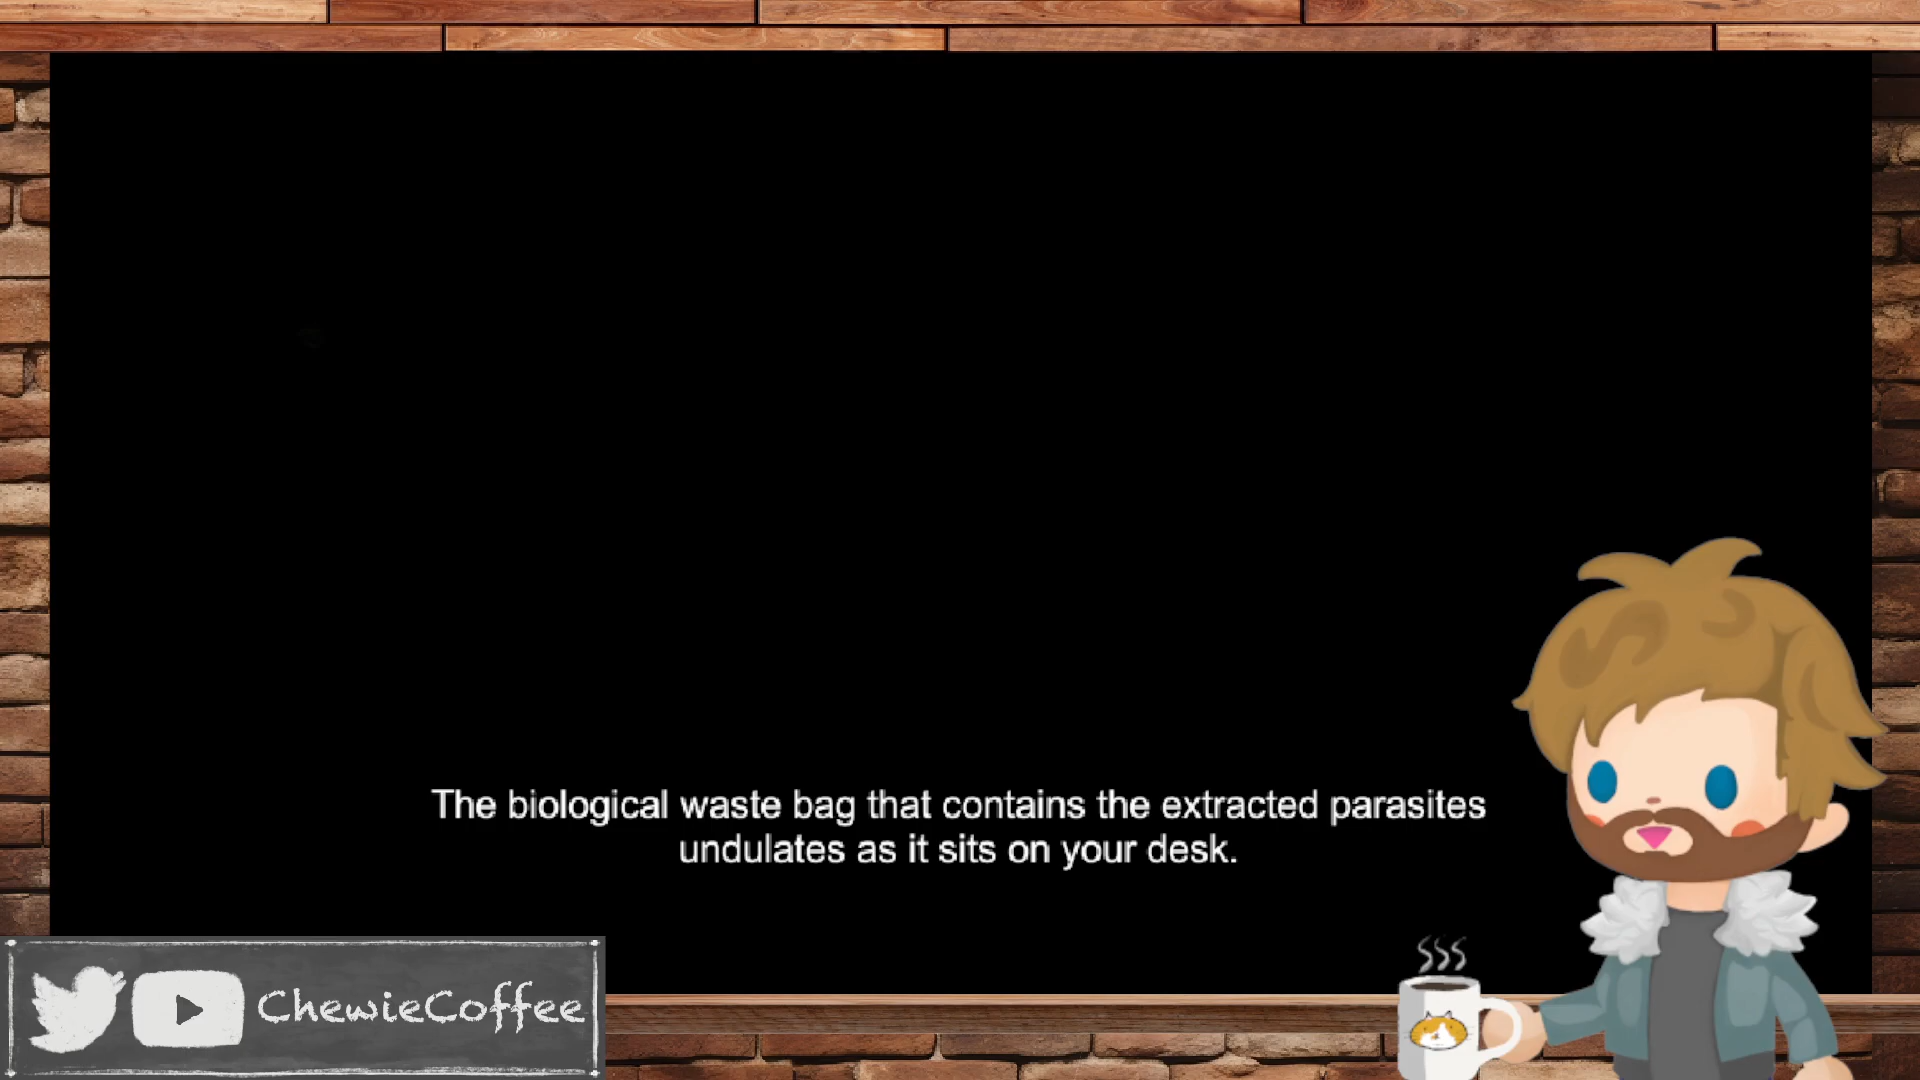 The biological waste bag that contains the extracted parasites
undulates as it sits on your desk.
ChewieCoffee